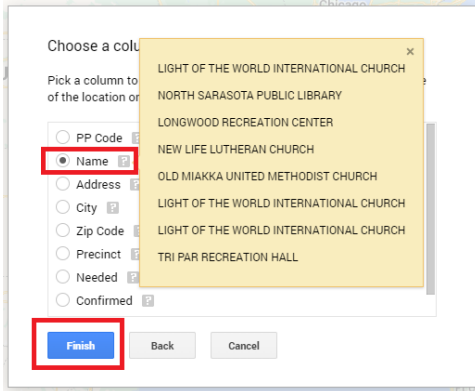 Chicago
Choose a colu
×
Pick a column to
of the location or
LIGHT OF THE WORLD INTERNATIONAL CHURCH
NORTH SARASOTA PUBLIC LIBRARY
LONGWOOD RECREATION CENTER
NEW LIFE LUTHERAN CHURCH
OLD MIAKKA UNITED METHODIST CHURCH
LIGHT OF THE WORLD INTERNATIONAL CHURCH
LIGHT OF THE WORLD INTERNATIONAL CHURCH
TRI PAR RECREATION HALL
PP Code ?
Name ?
Address ?
City ?
Zip Code ?
Precinct ?
Needed ?
Confirmed ?
Finish Back Cancel